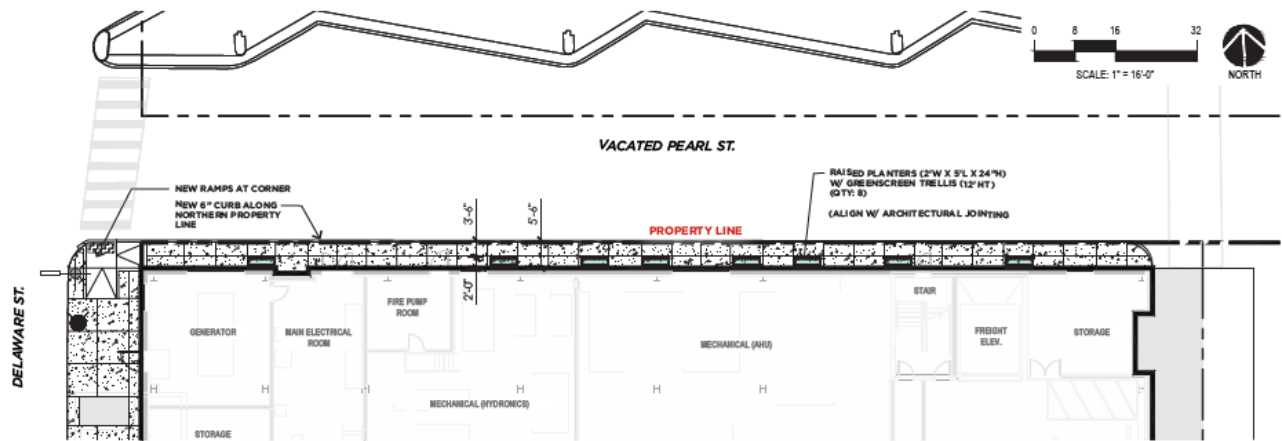 0 8 16 32
SCALE: 1" = 16'-0"
NORTH
VACATED PEARL ST.
NEW RAMPS AT CORNER
NEW 6" CURB ALONG
NORTHERN PROPERTY
LINE
3'-6"
5'-6"
RAISED PLANTERS (2'W X 5'L X 24"H)
W/ GREENSCREEN TRELLIS (12' HT)
(QTY: 8)
(ALIGN W/ ARCHITECTURAL JOINTING
PROPERTY LINE
2'-0"
DELAWARE ST.
GENERATOR
MAIN ELECTRICAL
ROOM
FIRE PUMP
ROOM
MECHANICAL (AHU)
STAIR
FREIGHT
ELEV.
STORAGE
MECHANICAL (HYDRONICS)
STORAGE